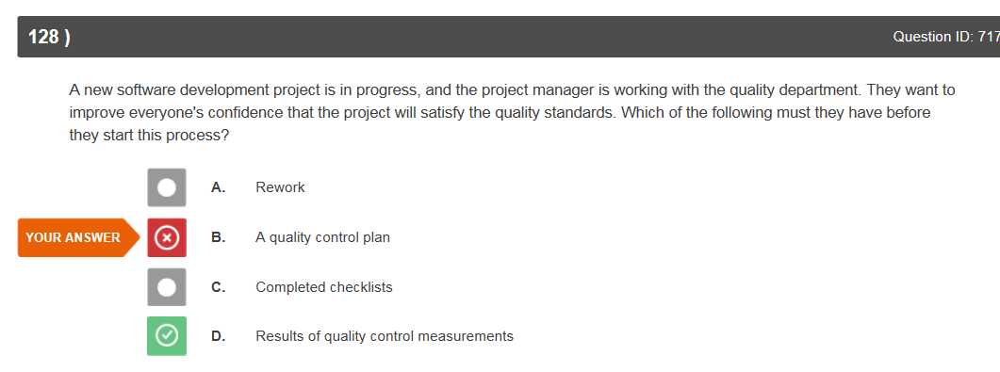 128 )
Question ID: 717
A new software development project is in progress, and the project manager is working with the quality department. They want to
improve everyone's confidence that the project will satisfy the quality standards. Which of the following must they have before
they start this process?
A. Rework
YOUR ANSWER B. A quality control plan
C. Completed checklists
D. Results of quality control measurements